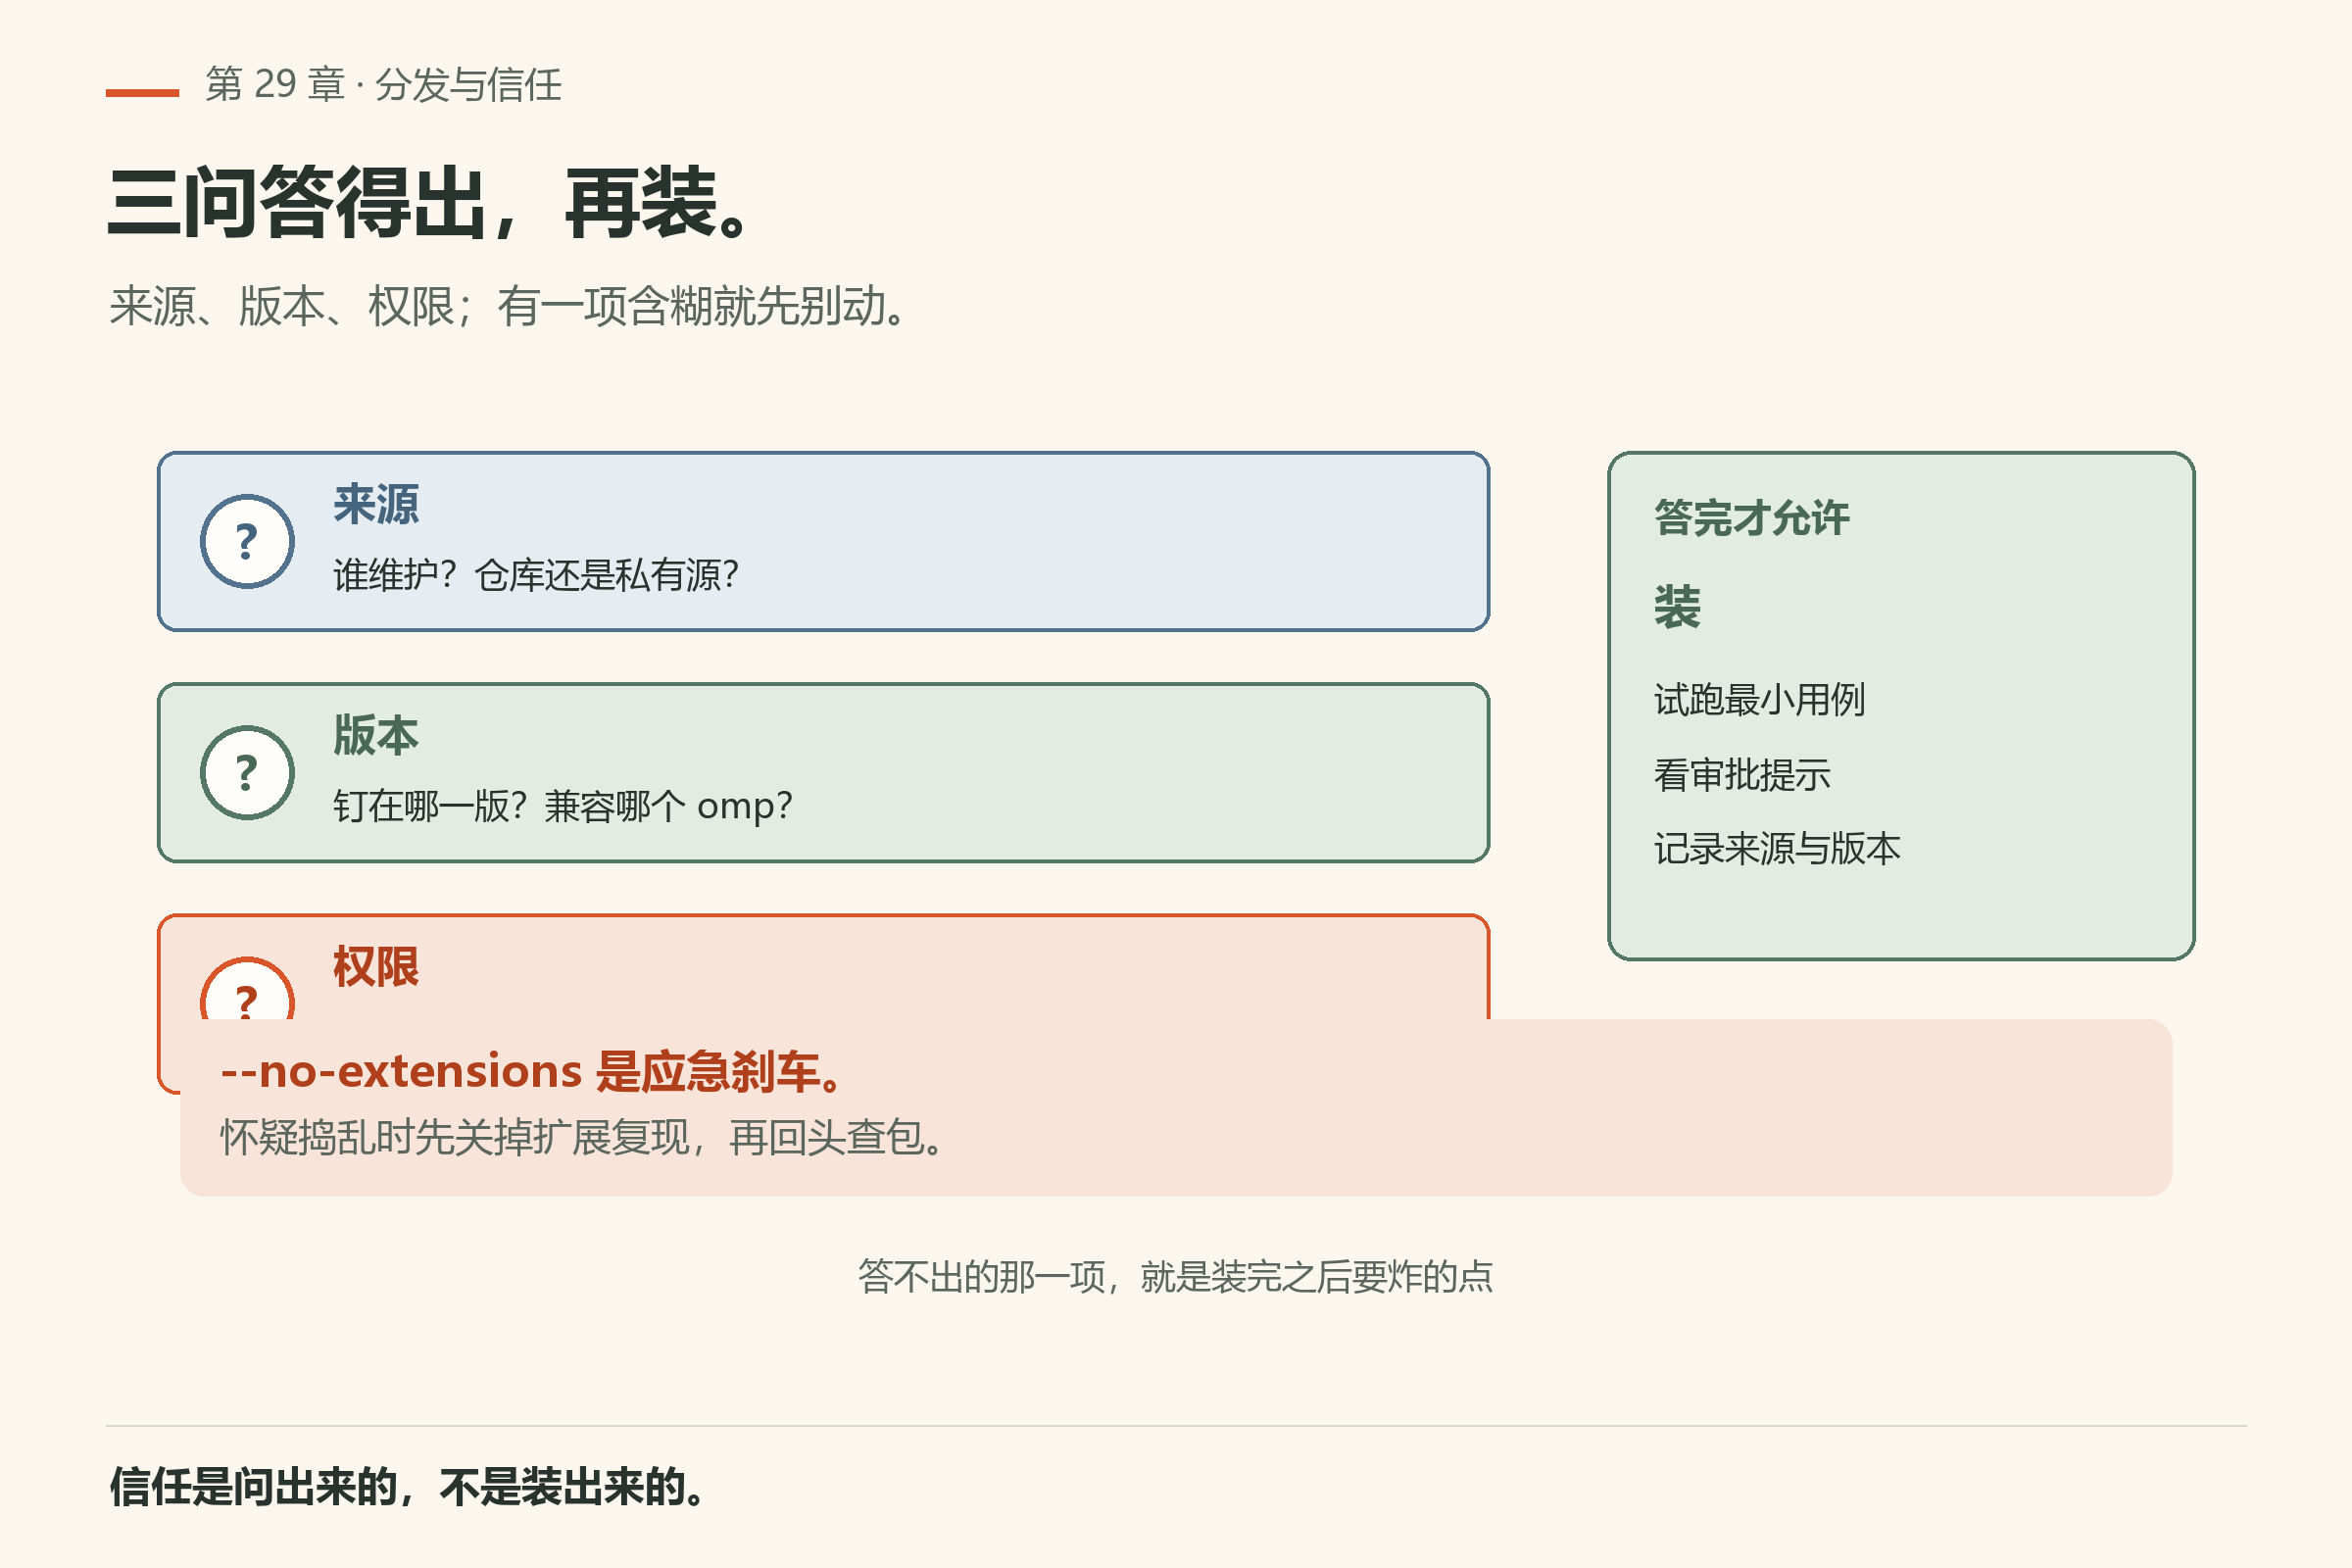 第 29 章 · 分发与信任
三问答得出，再装。
来源、版本、权限；有一项含糊就先别动。
?
来源
谁维护？仓库还是私有源？
?
版本
钉在哪一版？兼容哪个 omp？
?
权限
答完才允许
装
试跑最小用例
看审批提示
记录来源与版本
--no-extensions 是应急刹车。
怀疑捣乱时先关掉扩展复现，再回头查包。
答不出的那一项，就是装完之后要炸的点
信任是问出来的，不是装出来的。